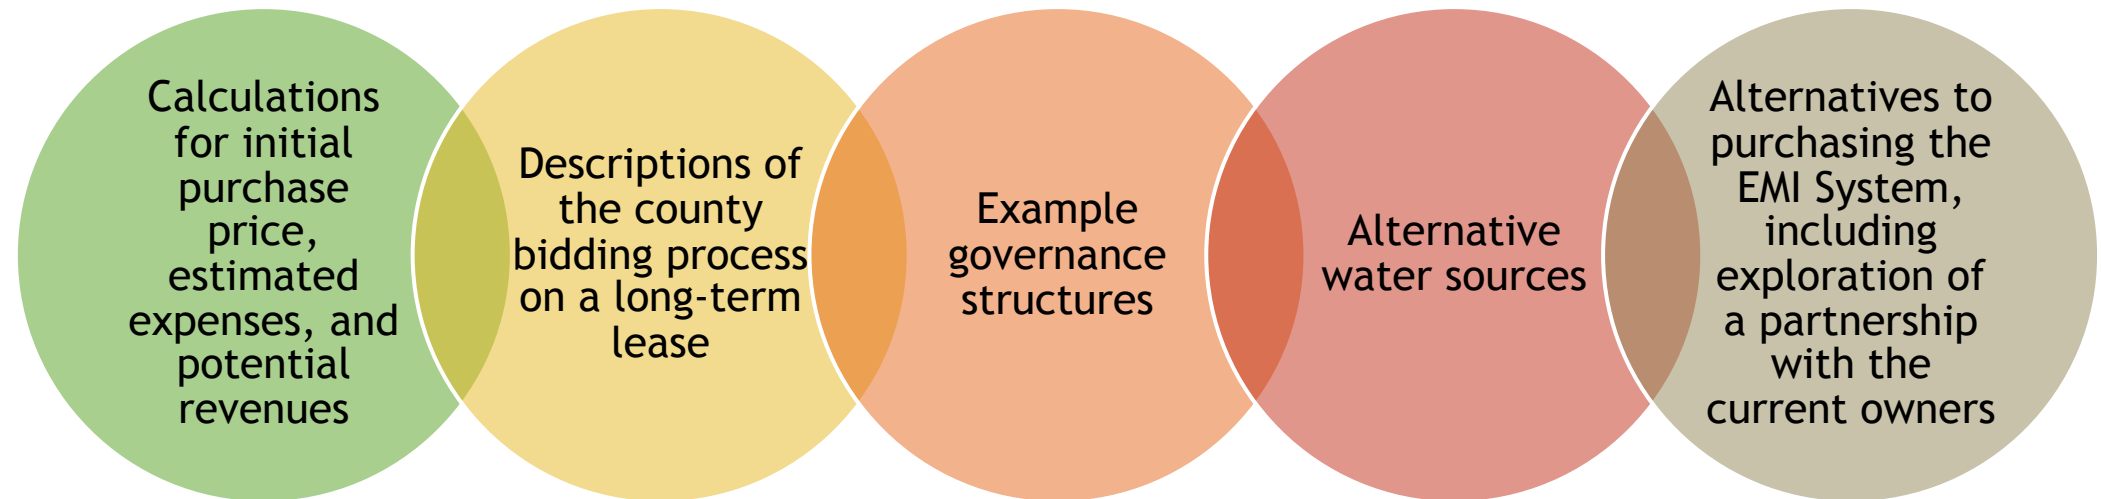 Calculations
for initial
purchase
price,
estimated
expenses, and
potential
revenues
Descriptions of
the county
bidding process
on a long-term
lease
Example
governance
structures
Alternative
water sources
Alternatives to
purchasing the
EMI System,
including
exploration of
a partnership
with the
current owners